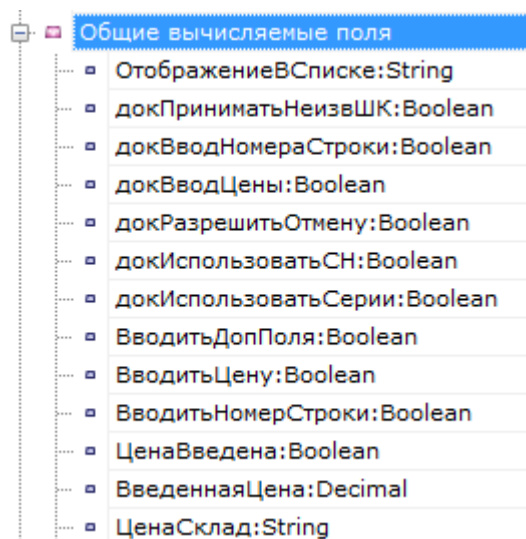 Общие вычисляемые поля
ОтображениеВСписке:String
докПриниматьНеизвШК:Boolean
докВводНомераСтроки:Boolean
докВводЦены:Boolean
докРазрешитьОтмену:Boolean
докИспользоватьСН:Boolean
докИспользоватьСерии:Boolean
ВводитьДопПоля:Boolean
ВводитьЦену:Boolean
ВводитьНомерСтроки:Boolean
ЦенаВведена:Boolean
ВведеннаяЦена:Decimal
ЦенаСклад:String